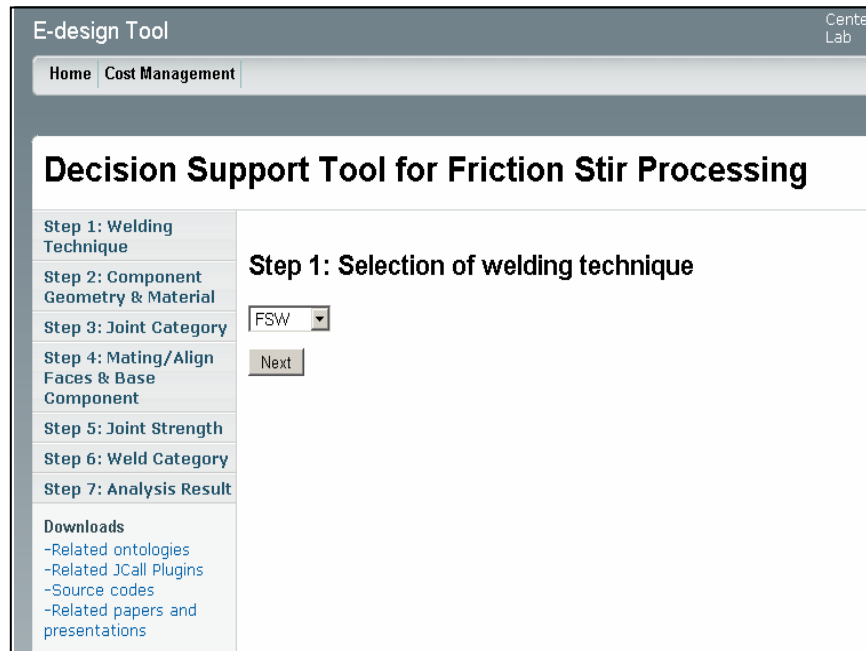 E-design Tool
Lab
Home Cost Management
Decision Support Tool for Friction Stir Processing
Step 1: Welding
Technique
Step 2: Component
Geometry & Material
Step 3: Joint Category
Step 4: Mating/Align
Faces & Base
Component
Step 5: Joint Strength
Step 6: Weld Category
Step 7: Analysis Result
Downloads
-Related ontologies
-Related JCall Plugins
-Source codes
-Related papers and
presentations
Step 1: Selection of welding technique
FSW
Next